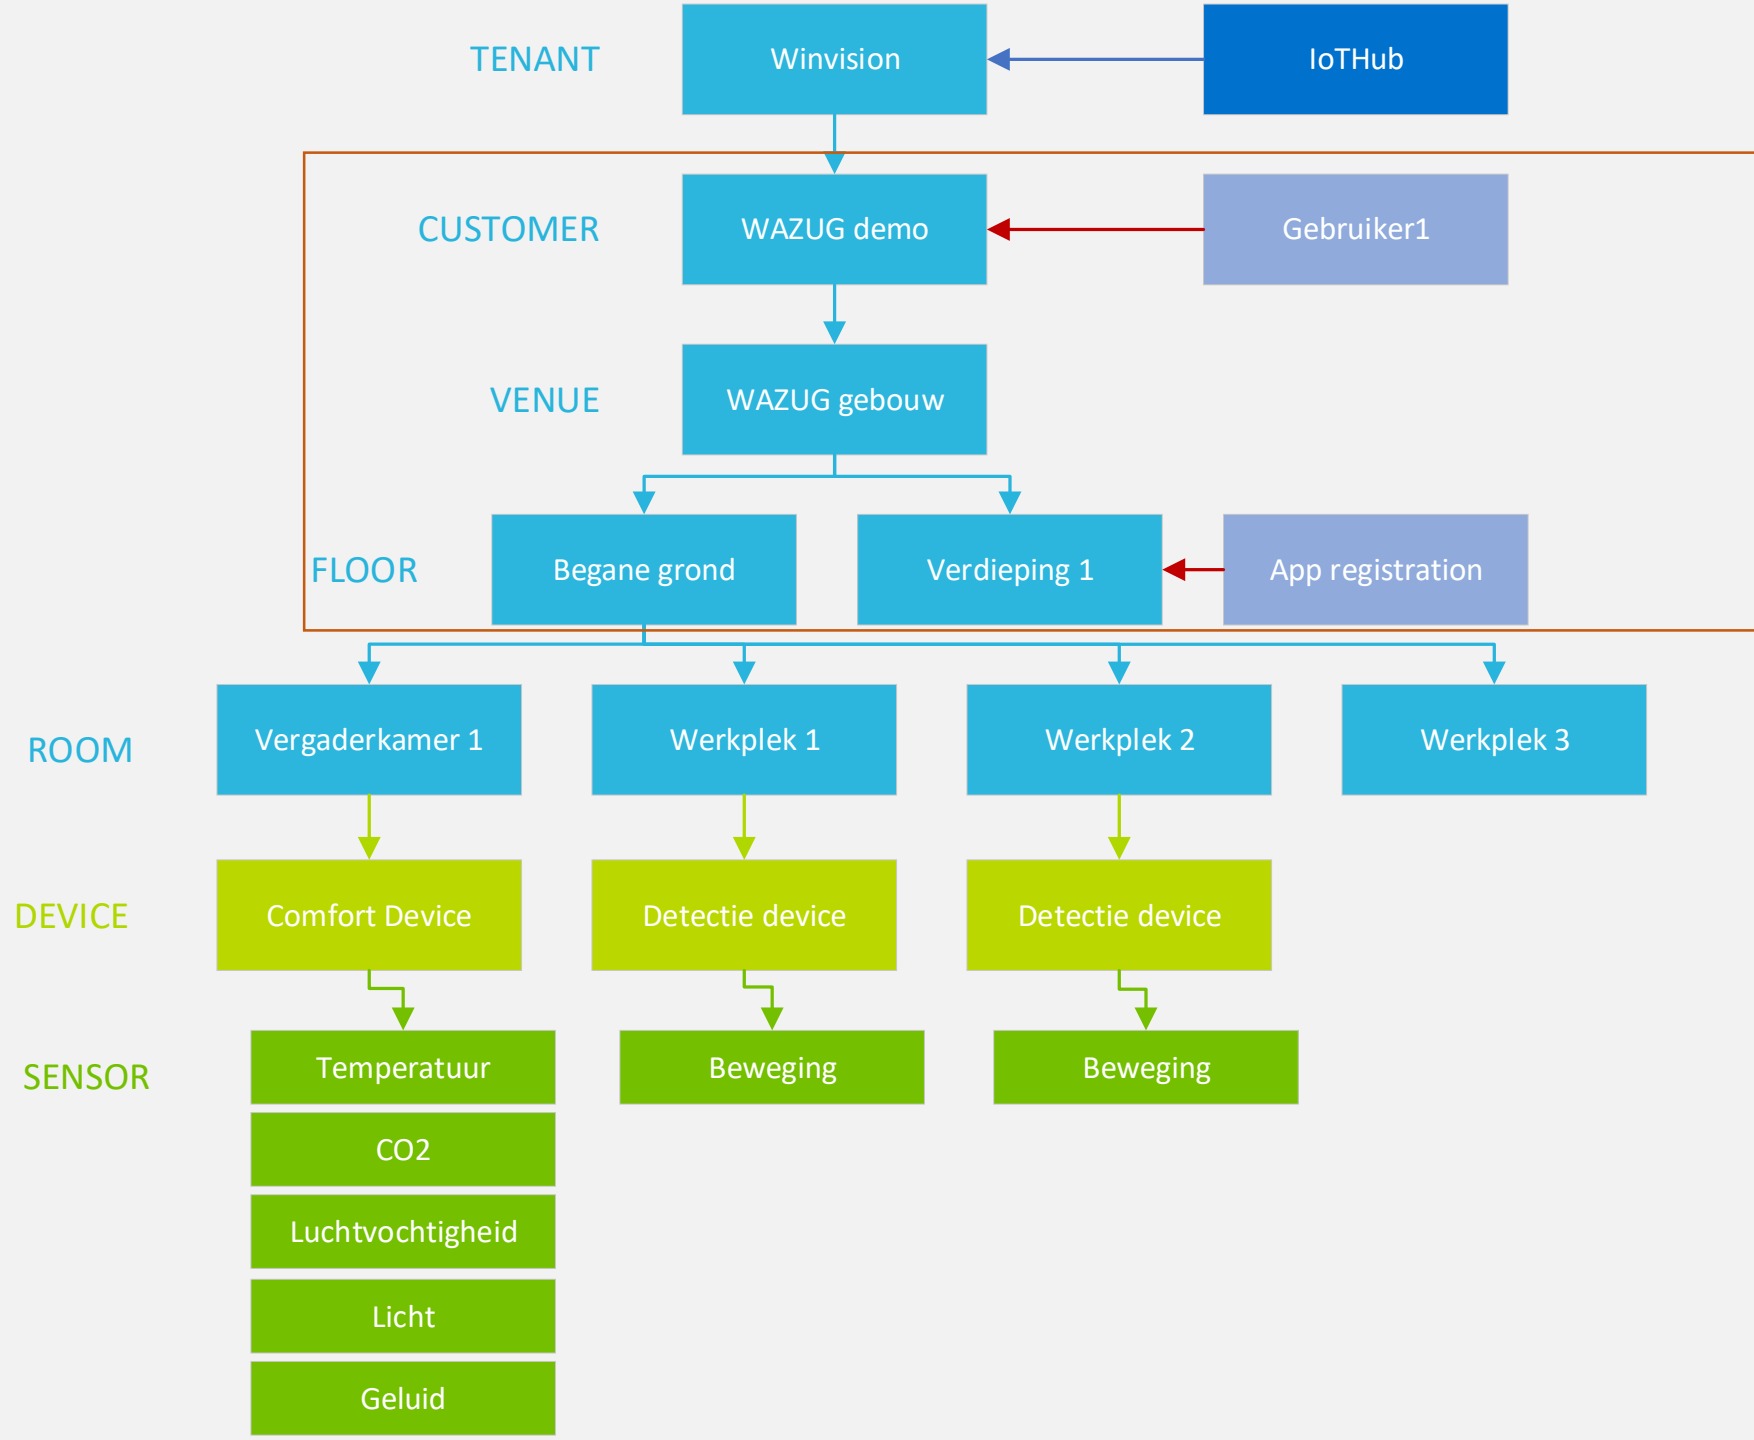 TENANT
Winvision
IoTHub
CUSTOMER
WAZUG demo
Gebruiker1
VENUE
WAZUG gebouw
FLOOR
Begane grond
Verdieping 1
App registration
ROOM
Vergaderkamer 1
Werkplek 1
Werkplek 2
Werkplek 3
DEVICE
Comfort Device
Detectie device
Detectie device
SENSOR
Temperatuur
Beweging
Beweging
CO2
Luchtvochtigheid
Licht
Geluid